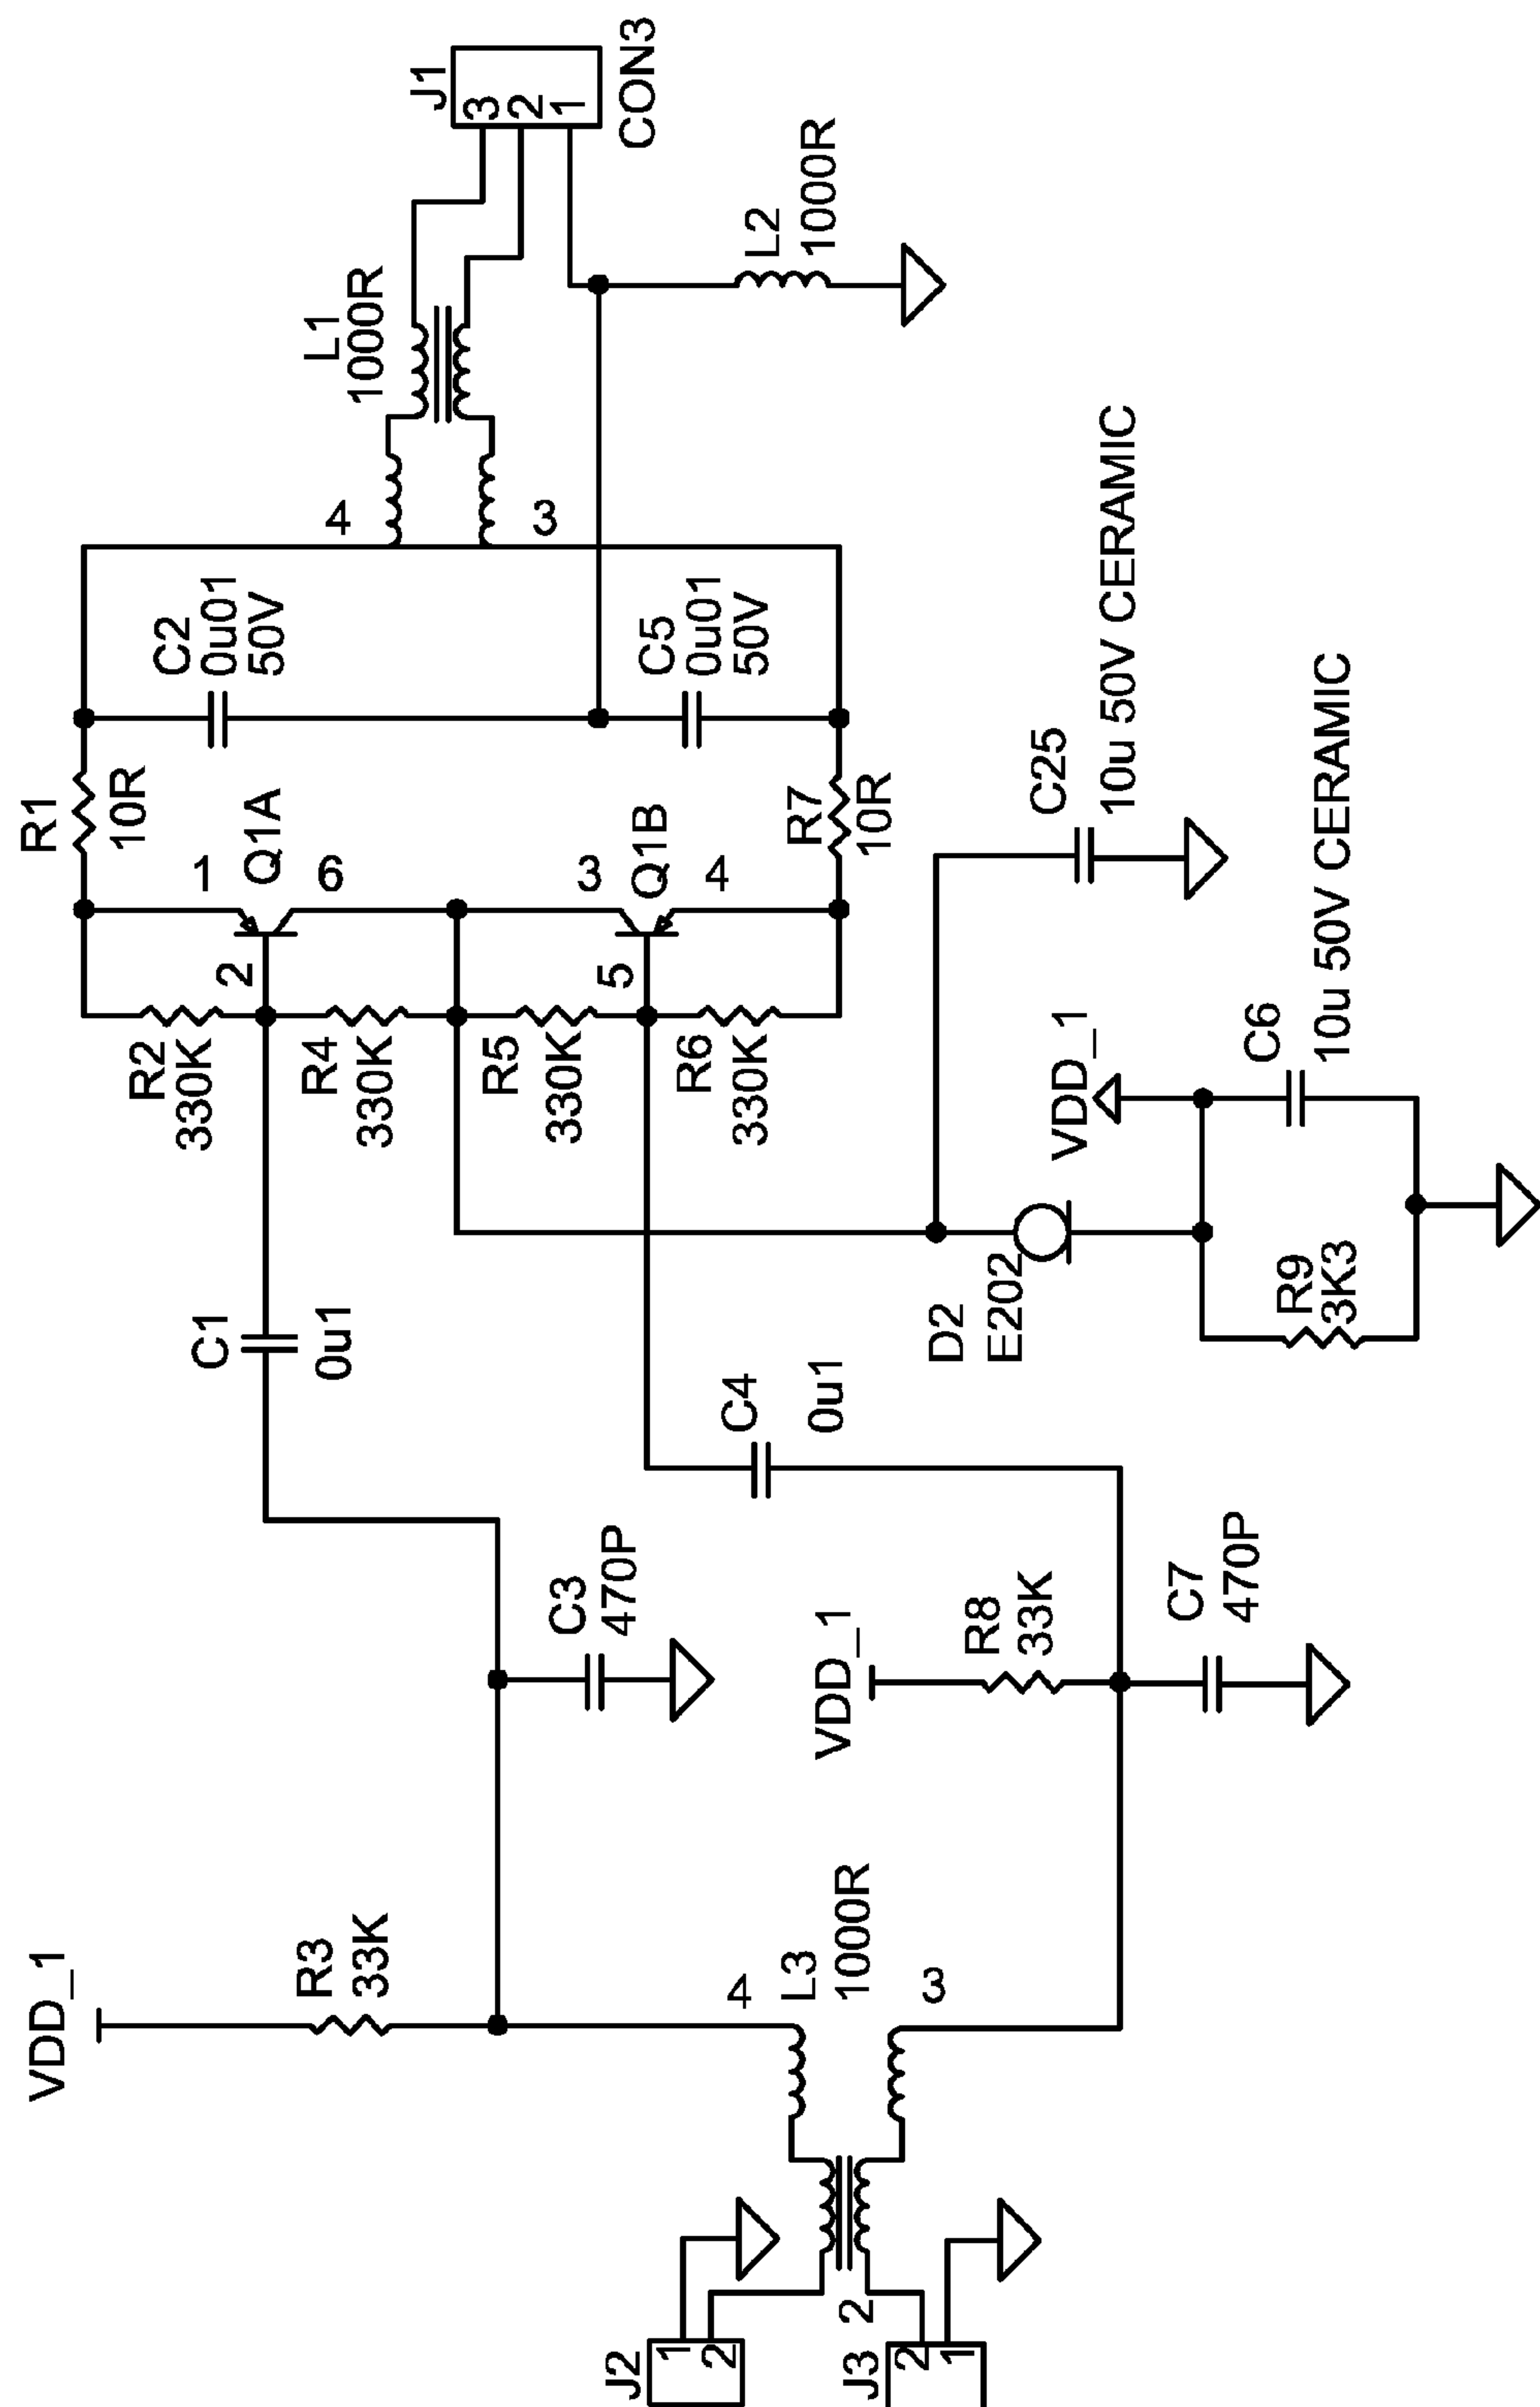 J1
3
2
1
CON3
L1
1000R
4
3
L2
1000R
R1
10R
C2
0u01
50V
C5
0u01
50V
1
Q1A
6
3
Q1B
4
R7
10R
2
5
R2
330K
R4
330K
R5
330K
R6
330K
C25
10u 50V CERAMIC
VDD_1
C6
10u 50V CERAMIC
D2
E202
R9
3K3
C1
0u1
C4
0u1
C3
470P
VDD_1
R8
33K
C7
470P
VDD_1
R3
33K
4
L3
1000R
3
2
J2
1
2
J3
2
1